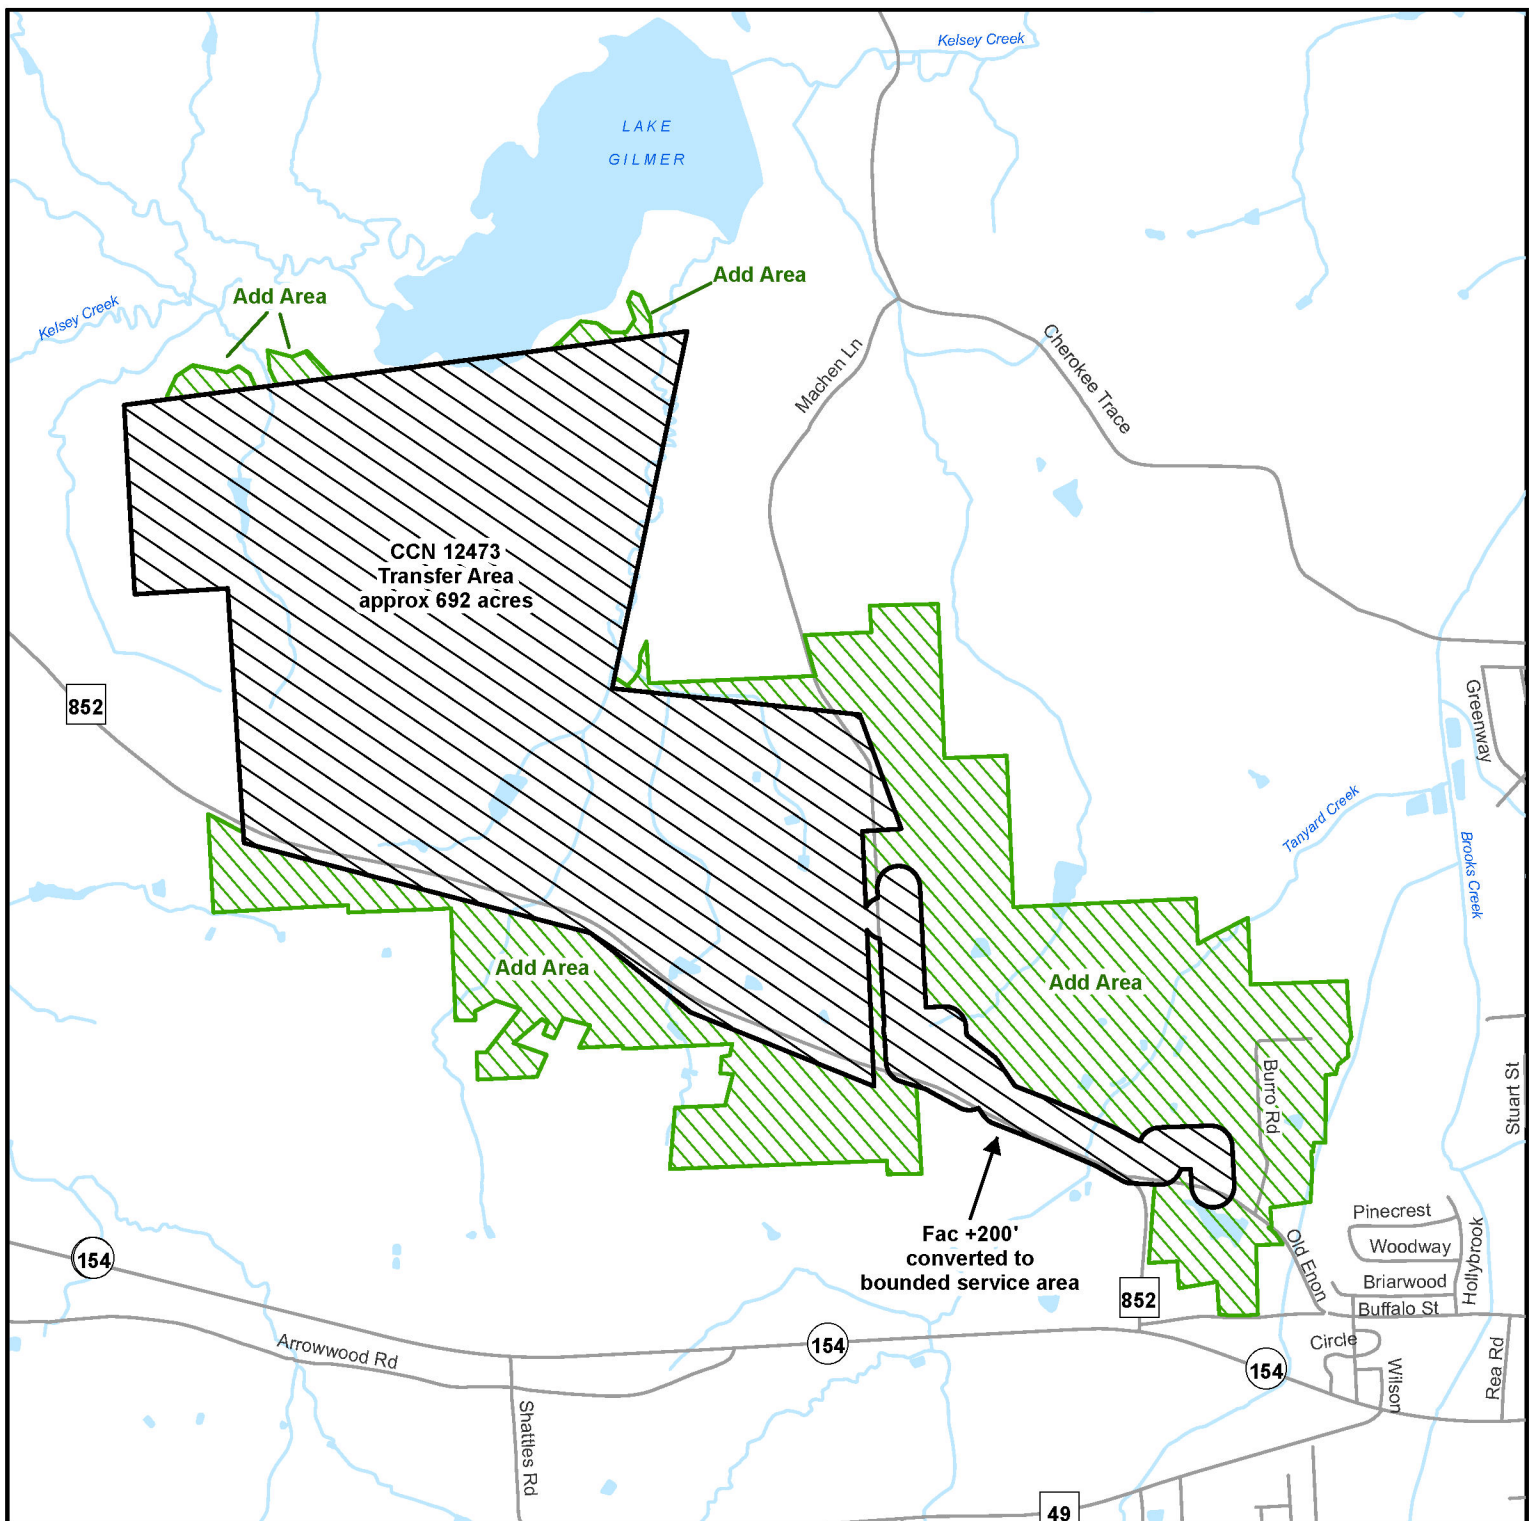 Kelsey Creek
LAKE
GILMER
Add Area
Add Area
Kelsey Creek
Machen Ln
Cherokee Trace
CCN 12473
Transfer Area
approx 692 acres
852
Greenway
Tanyard Creek
Brooks Creek
Add Area
Add Area
Burro Rd
Stuart St
Fac +200'
converted to
bounded service area
154
852
Old Enon
Pinecrest
Woodway
Hollybrook
Briarwood
Buffalo St
Arrowwood Rd
154
Circle
154
Wilson
Rea Rd
Shattles Rd
49